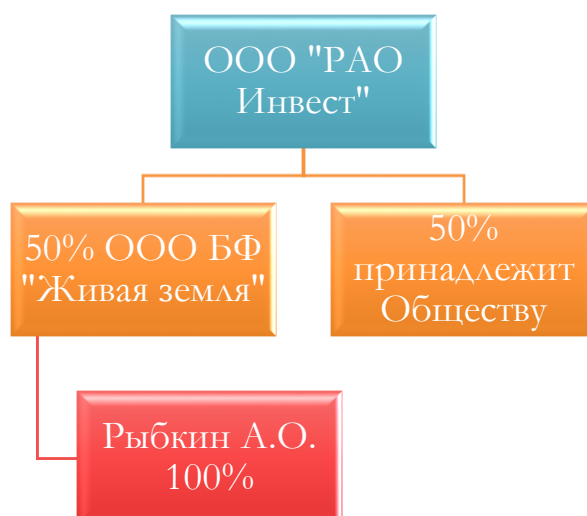 ООО "РАО
Инвест"
50% ООО БФ
"Живая земля"
50%
принадлежит
Обществу
Рыбкин А.О.
100%